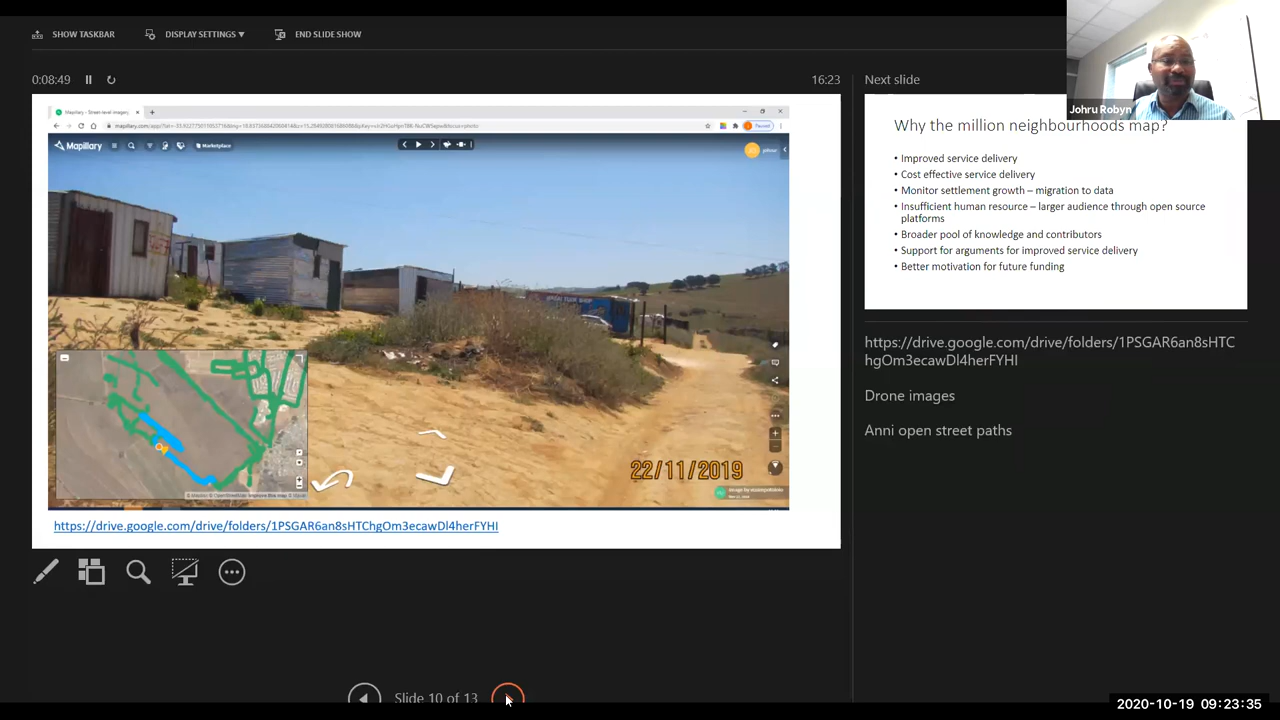 SHOW TASKBAR
DISPLAY SETTINGS ▼
END SLIDE SHOW
0:08:49
16:23
Next slide
Johru Robyn
Mapillary
Marketplace
Paused
22/11/2019
https://drive.google.com/drive/folders/1PSGAR6an8sHTChgOm3ecawDl4herFYHI
Why the million neighbourhoods map?
• Improved service delivery
• Cost effective service delivery
• Monitor settlement growth – migration to data
• Insufficient human resource – larger audience through open source
platforms
• Broader pool of knowledge and contributors
• Support for arguments for improved service delivery
• Better motivation for future funding
https://drive.google.com/drive/folders/1PSGAR6an8sHTC
hgOm3ecawDl4herFYHI
Drone images
Anni open street paths
Slide 10 of 13
2020-10-19 09:23:35